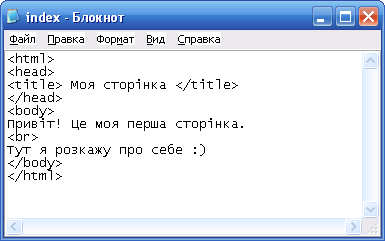 index - Блокнот
Файл Правка Формат Вид Справка
<html>
<head>
<title> Моя сторінка </title>
</head>
<body>
Привіт! Це моя перша сторінка.
<br>
Тут я розкажу про себе :)
</body>
</html>